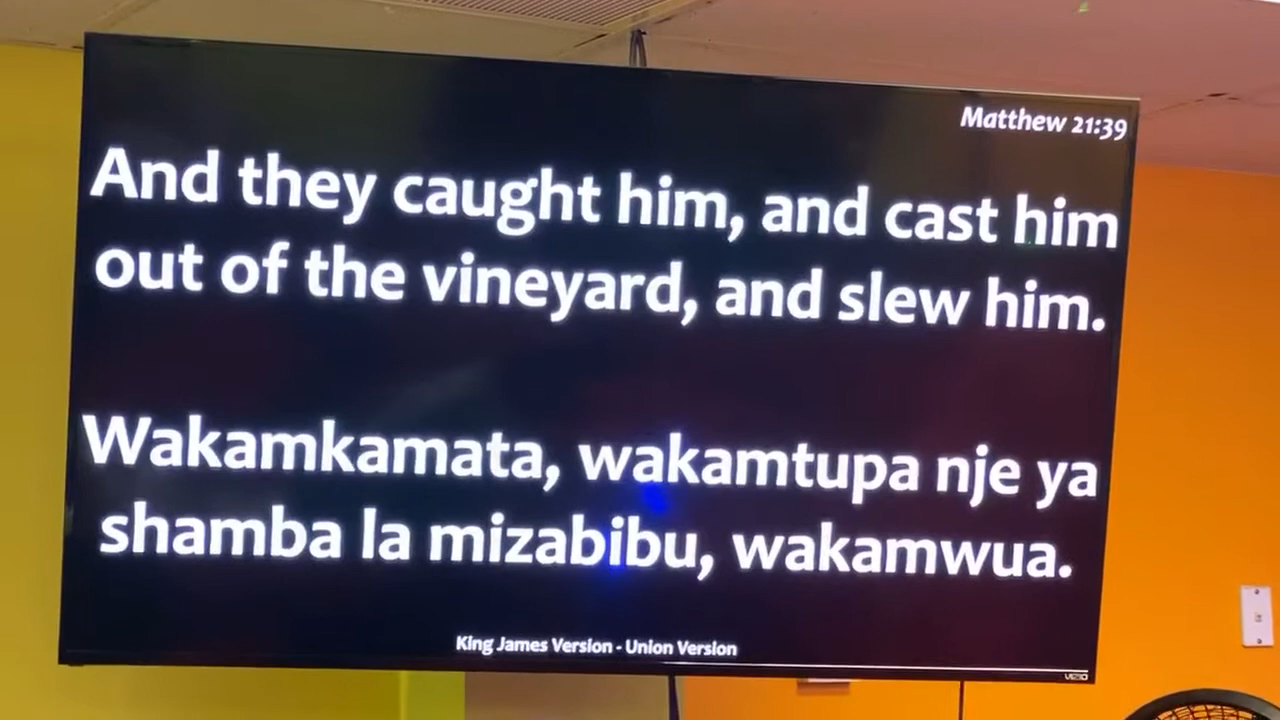 Matthew 21:39
And they caught him, and cast him
out of the vineyard, and slew him.
Wakamkamata, wakamtupa nje ya
shamba la mizabibu, wakamwua.
King James Version - Union Version
VIZIO